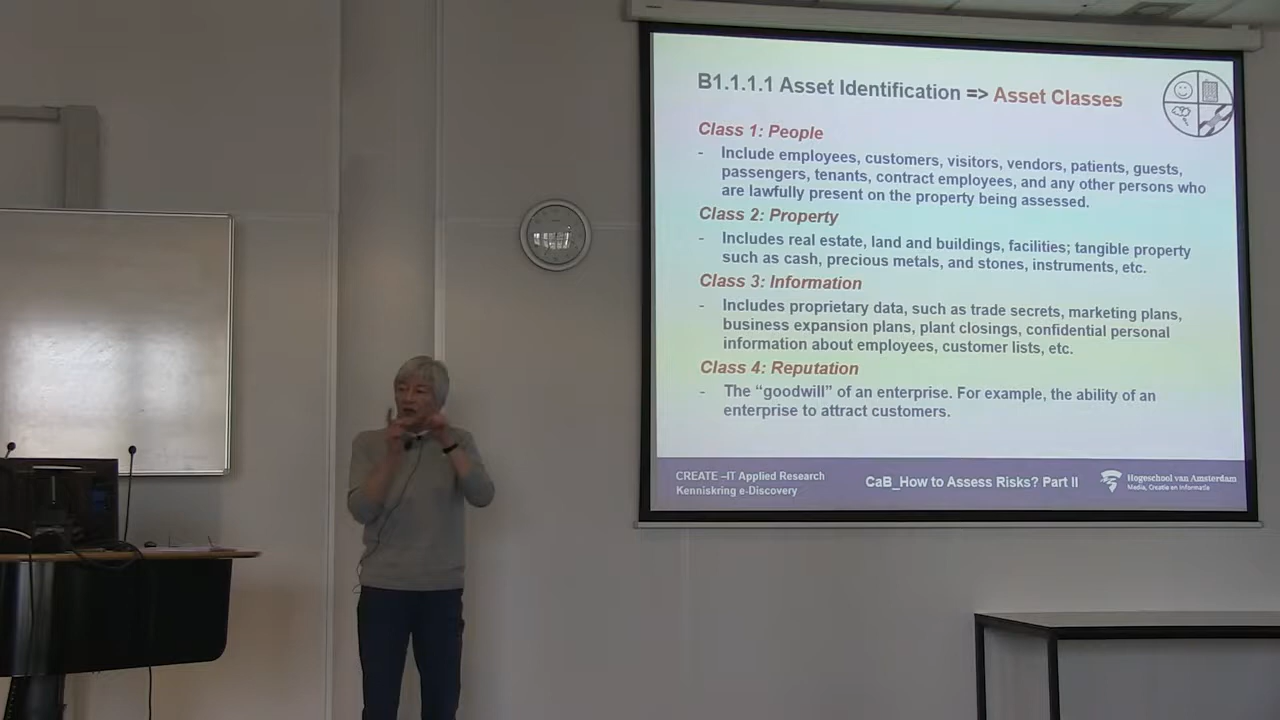 B1.1.1.1 Asset Identification => Asset Classes
Class 1: People
- Include employees, customers, visitors, vendors, patients, guests,
passengers, tenants, contract employees, and any other persons who
are lawfully present on the property being assessed.
Class 2: Property
- Includes real estate, land and buildings, facilities; tangible property
such as cash, precious metals, and stones, instruments, etc.
Class 3: Information
- Includes proprietary data, such as trade secrets, marketing plans,
business expansion plans, plant closings, confidential personal
information about employees, customer lists, etc.
Class 4: Reputation
- The “goodwill” of an enterprise. For example, the ability of an
enterprise to attract customers.
CREATE –IT Applied Research
Kenniskring e-Discovery
CaB_How to Assess Risks? Part II
Hogeschool van Amsterdam
Media, Creatie en Informatie